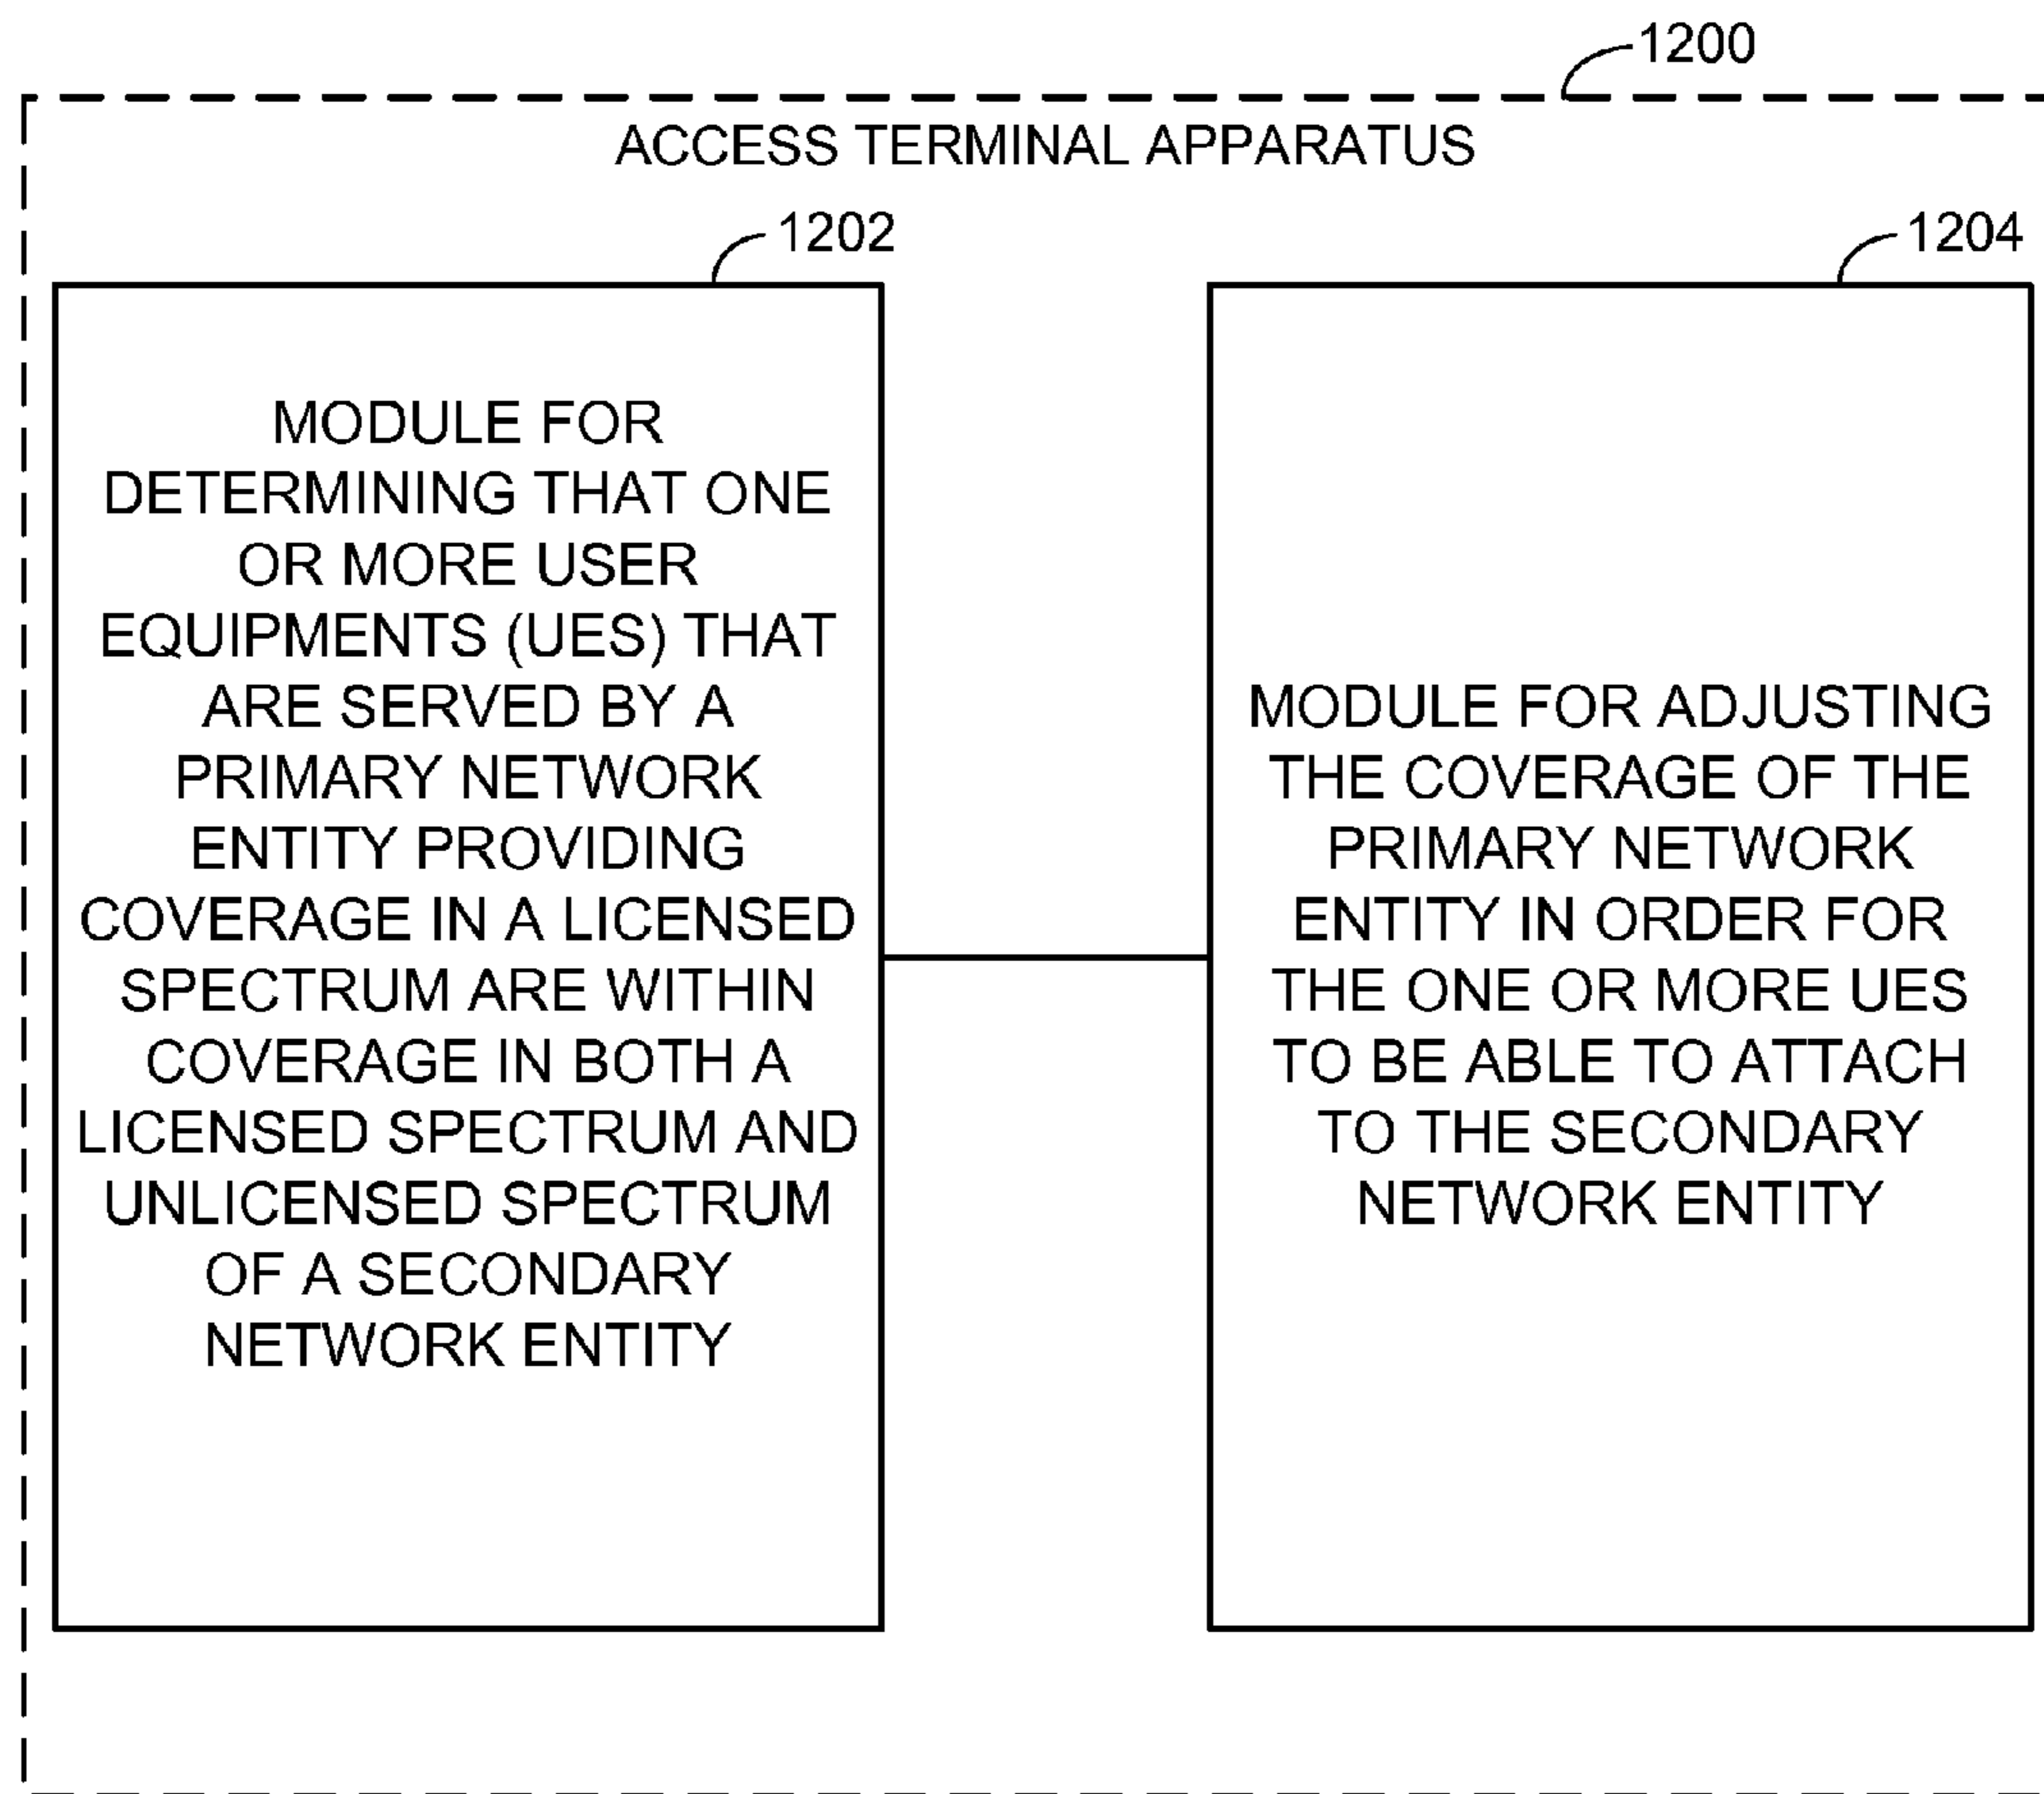 1200
ACCESS TERMINAL APPARATUS
1202
MODULE FOR
DETERMINING THAT ONE
OR MORE USER
EQUIPMENTS (UES) THAT
ARE SERVED BY A
PRIMARY NETWORK
ENTITY PROVIDING
COVERAGE IN A LICENSED
SPECTRUM ARE WITHIN
COVERAGE IN BOTH A
LICENSED SPECTRUM AND
UNLICENSED SPECTRUM
OF A SECONDARY
NETWORK ENTITY
1204
MODULE FOR ADJUSTING
THE COVERAGE OF THE
PRIMARY NETWORK
ENTITY IN ORDER FOR
THE ONE OR MORE UES
TO BE ABLE TO ATTACH
TO THE SECONDARY
NETWORK ENTITY